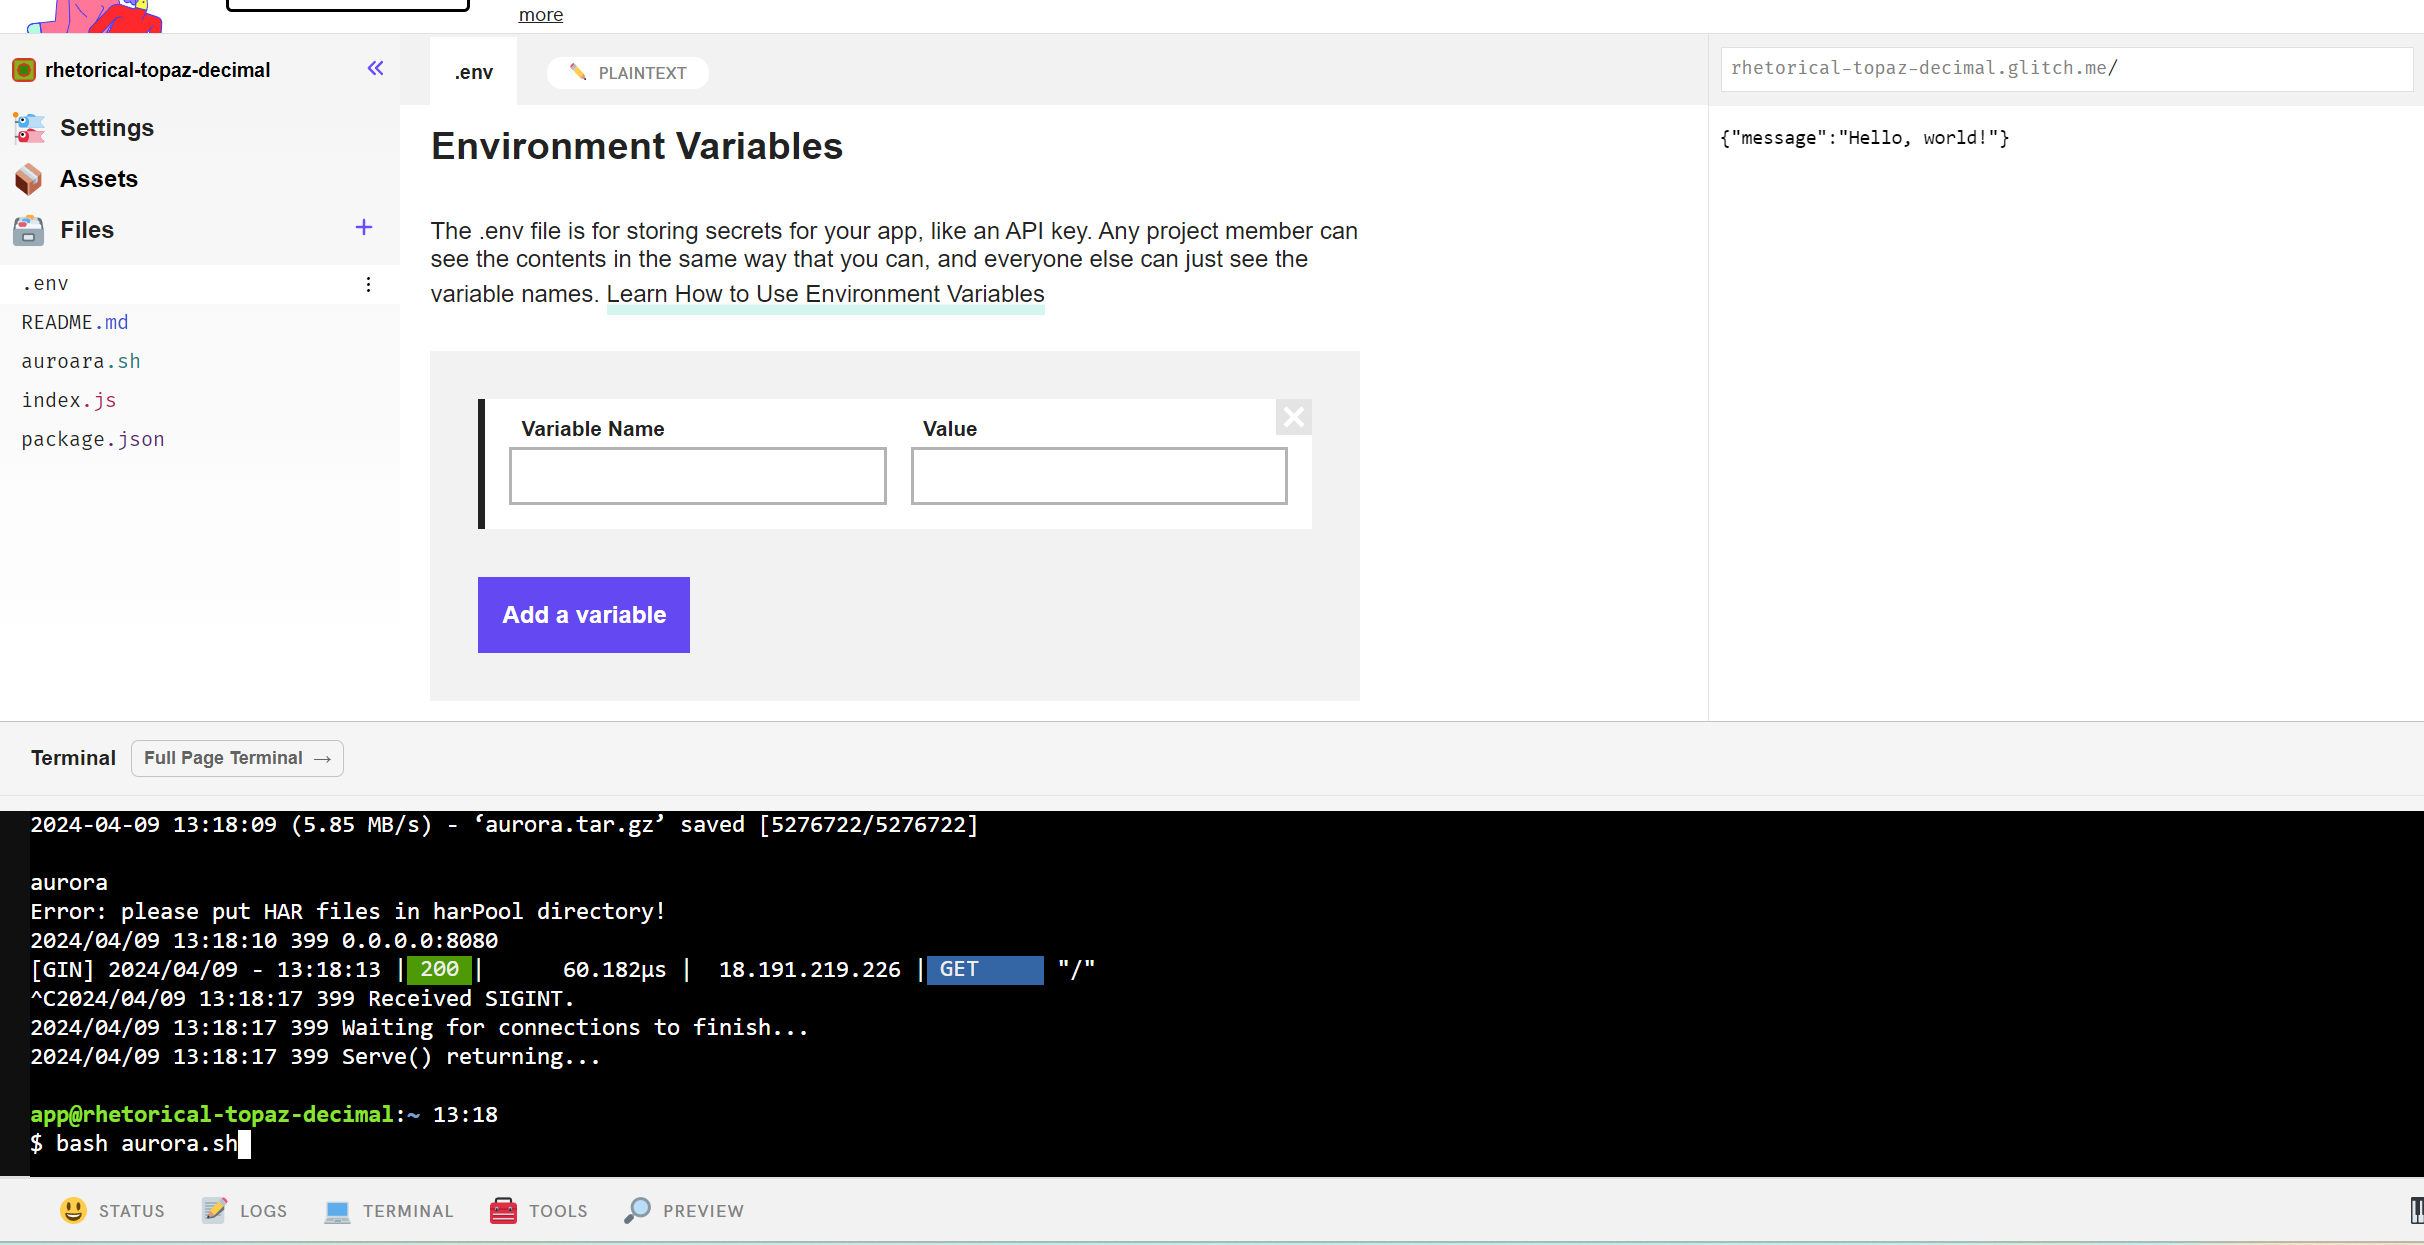 more
rhetorical-topaz-decimal
Settings
Assets
Files
.env
README.md
auroara.sh
index.js
package.json
.env
PLAINTEXT
Environment Variables
The .env file is for storing secrets for your app, like an API key. Any project member can
see the contents in the same way that you can, and everyone else can just see the
variable names. Learn How to Use Environment Variables
Variable Name Value
Add a variable
rhetorical-topaz-decimal.glitch.me/
{"message":"Hello, world!"}
Terminal Full Page Terminal →
2024-04-09 13:18:09 (5.85 MB/s) - ‘aurora.tar.gz’ saved [5276722/5276722]
aurora
Error: please put HAR files in harPool directory!
2024/04/09 13:18:10 399 0.0.0.0:8080
[GIN] 2024/04/09 - 13:18:13 | 200 | 60.182µs | 18.191.219.226 | GET "/"
^C2024/04/09 13:18:17 399 Received SIGINT.
2024/04/09 13:18:17 399 Waiting for connections to finish...
2024/04/09 13:18:17 399 Serve() returning...
app@rhetorical-topaz-decimal:~ 13:18
$ bash aurora.sh
STATUS LOGS TERMINAL TOOLS PREVIEW